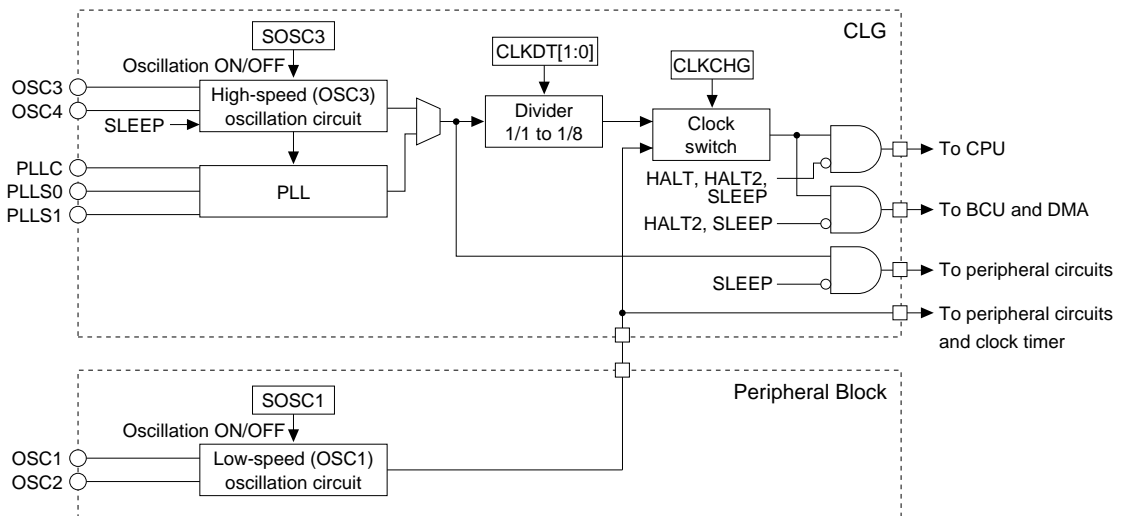 CLG
SOSC3
Oscillation ON/OFF
OSC3
OSC4
SLEEP
High-speed (OSC3)
oscillation circuit
PLLC
PLLS0
PLLS1
PLL
CLKDT[1:0]
Divider
1/1 to 1/8
CLKCHG
Clock
switch
HALT, HALT2,
SLEEP
To CPU
HALT2, SLEEP
To BCU and DMA
SLEEP
To peripheral circuits
To peripheral circuits
and clock timer
Peripheral Block
SOSC1
Oscillation ON/OFF
OSC1
OSC2
Low-speed (OSC1)
oscillation circuit